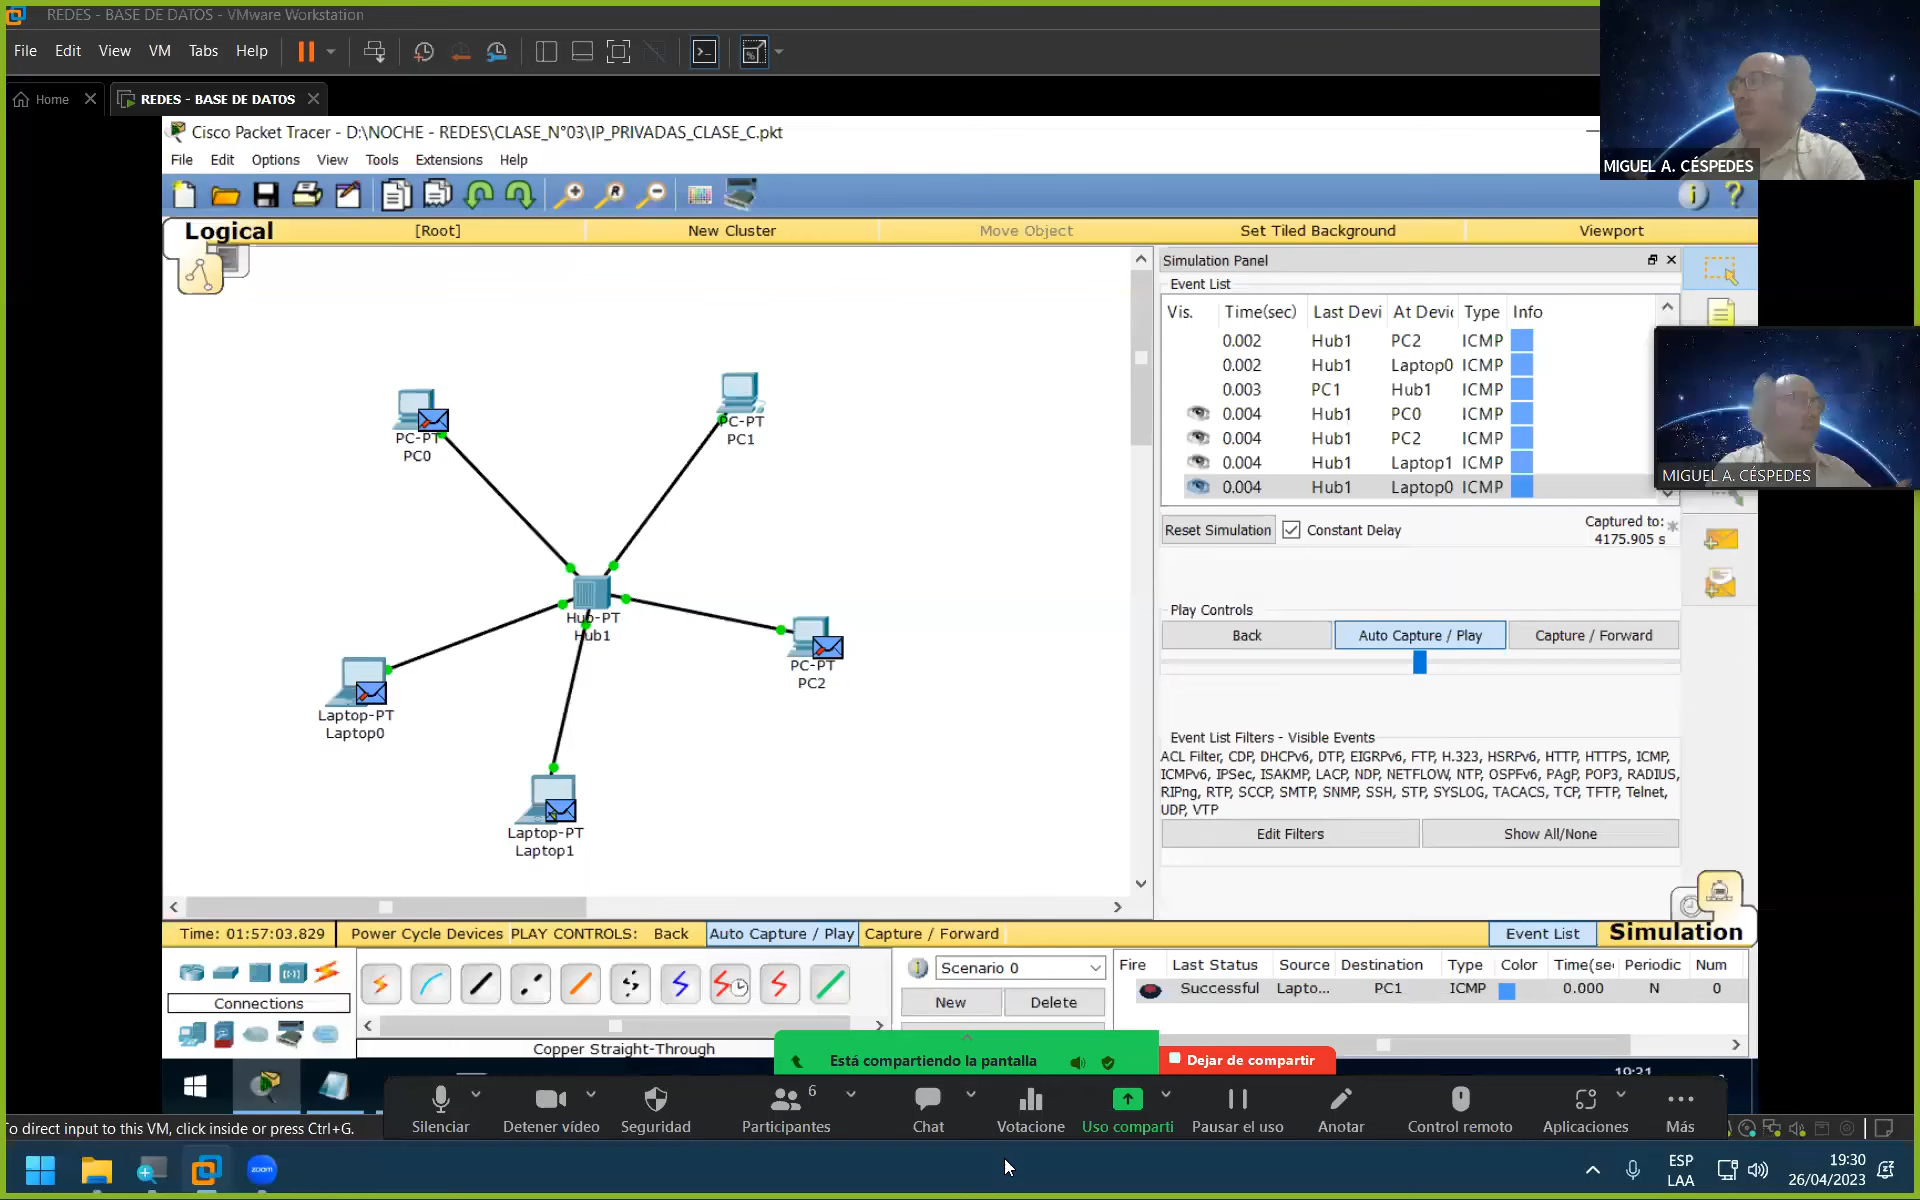 REDES - BASE DE DATOS - VMware Workstation
File Edit View VM Tabs Help
Home
REDES - BASE DE DATOS
Cisco Packet Tracer - D:\NOCHE - REDES\CLASE_N°03\IP_PRIVADAS_CLASE_C.pkt
MIGUEL A. CÉSPEDES
File Edit Options View Tools Extensions Help
Logical [Root] New Cluster Move Object Set Tiled Background Viewport
Simulation Panel
Event List
Vis. Time(sec) Last Devi At Devic Type Info
0.002 Hub1 PC2 ICMP
0.002 Hub1 Laptop0 ICMP
0.003 PC1 Hub1 ICMP
0.004 Hub1 PC0 ICMP
0.004 Hub1 PC2 ICMP
0.004 Hub1 Laptop1 ICMP
0.004 Hub1 Laptop0 ICMP
MIGUEL A. CÉSPEDES
Reset Simulation Constant Delay
Captured to:
4175.905 s
Play Controls
Back Auto Capture / Play Capture / Forward
Event List Filters - Visible Events
ACL Filter, CDP, DHCPv6, DTP, EIGRPv6, FTP, H.323, HSRPv6, HTTP, HTTPS, ICMP,
ICMPv6, IPSec, ISAKMP, LACP, NDP, NETFLOW, NTP, OSPFv6, PAgP, POP3, RADIUS,
RIPng, RTP, SCCP, SMTP, SNMP, SSH, STP, SYSLOG, TACACS, TCP, TFTP, Telnet,
UDP, VTP
Edit Filters Show All/None
PC-PT
PC0
PC-PT
PC1
Hub-PT
Hub1
PC-PT
PC2
Laptop-PT
Laptop0
Laptop-PT
Laptop1
Time: 01:57:03.829 Power Cycle Devices PLAY CONTROLS: Back Auto Capture / Play Capture / Forward Event List Simulation
Connections
Copper Straight-Through
Scenario 0
New Delete
Fire Last Status Source Destination Type Color Time(se Periodic Num
Successful Lapto... PC1 ICMP 0.000 N 0
Está compartiendo la pantalla
Dejar de compartir
19:31
Silenciar Detener vídeo Seguridad Participantes 6 Chat Votacione Uso comparti Pausar el uso Anotar Control remoto Aplicaciones Más
To direct input to this VM, click inside or press Ctrl+G.
zoom
ESP
LAA
19:30
26/04/2023